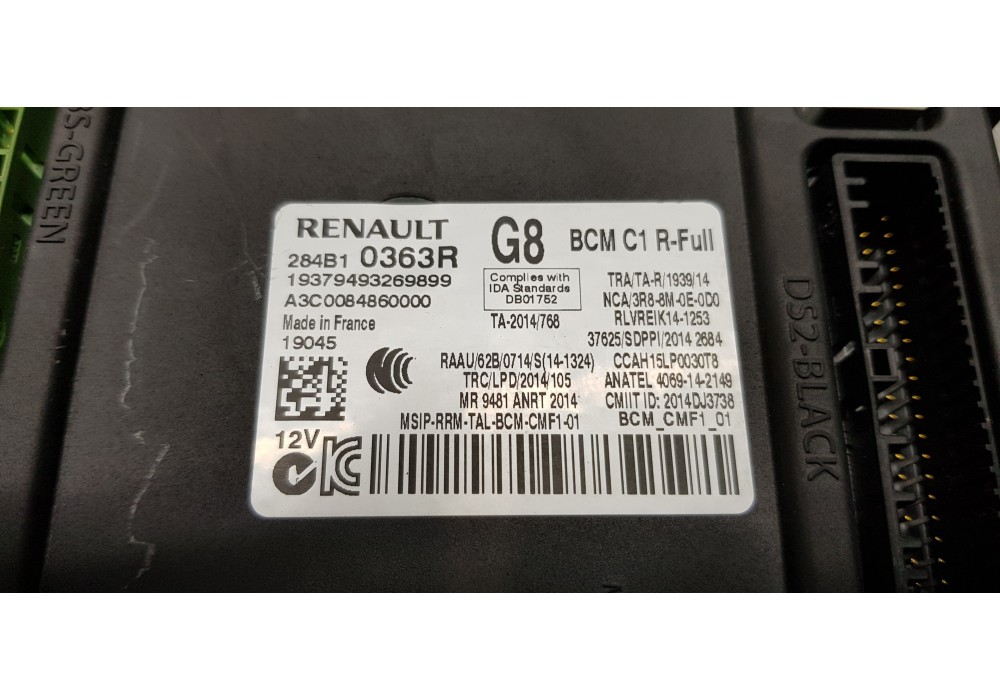 RENAULT
284B1 0363R
19379493269899
A3C0084860000
Made in France
19045
12V
G8
BCM C1 R-Full
Complies with
IDA Standards
DB01752
TA-2014/768
TRA/TA-R/1939/14
NCA/3R8-8M-0E-0D0
RLVREIK14-1253
37625/SDPPI/2014 2684
RAAU/62B/0714/S(14-1324)
CCAH15LP0030T8
TRC/LPD/2014/105
ANATEL 4069-14-2149
MR 9481 ANRT 2014
CMIIT ID: 2014DJ3738
MSIP-RRM-TAL-BCM-CMF1-01
BCM_CMF1_01
DS2-BLACK
BS-GREEN